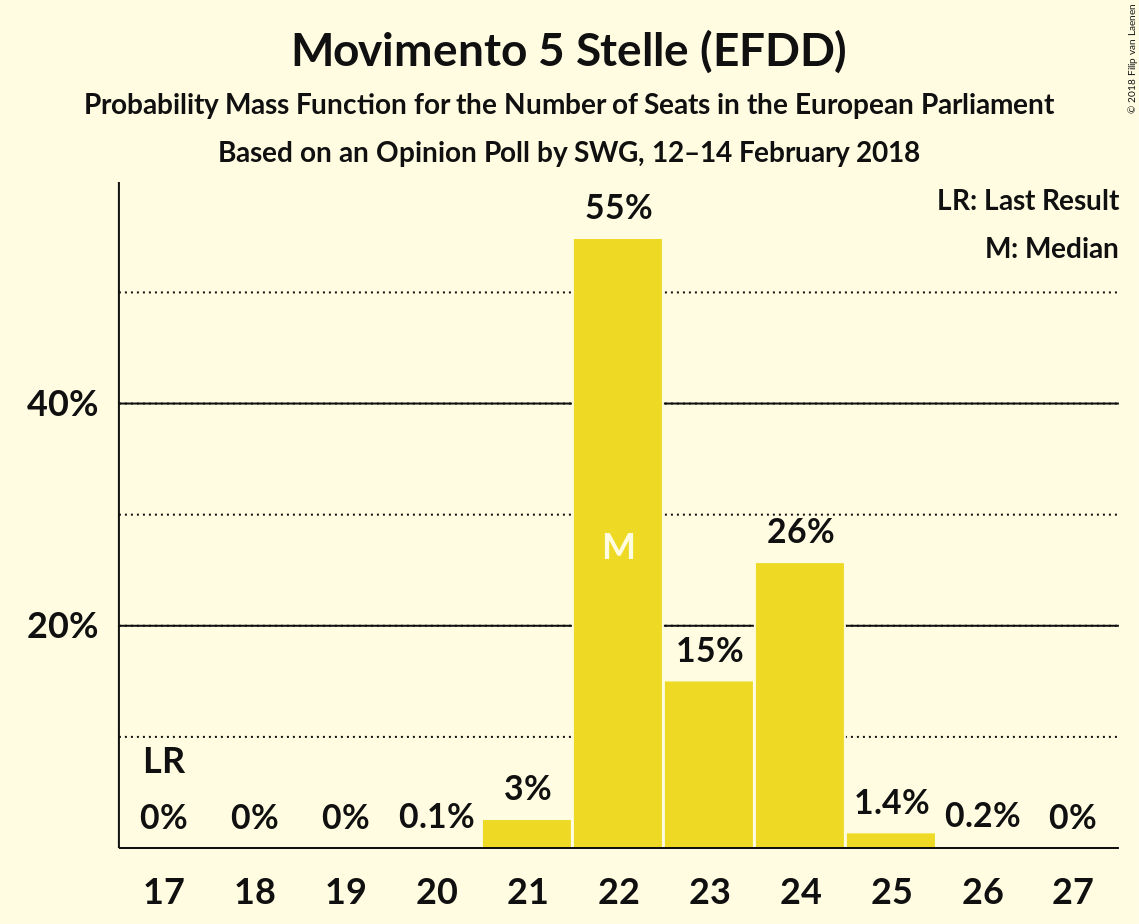 Movimento 5 Stelle (EFDD)
Probability Mass Function for the Number of Seats in the European Parliament
Based on an Opinion Poll by SWG, 12–14 February 2018
© 2018 Filip van Laenen
LR: Last Result
M: Median
55%
40%
M
26%
20%
15%
LR
3%
0% 0% 0% 0.1% 1.4% 0.2% 0%
17 18 19 20 21 22 23 24 25 26 27